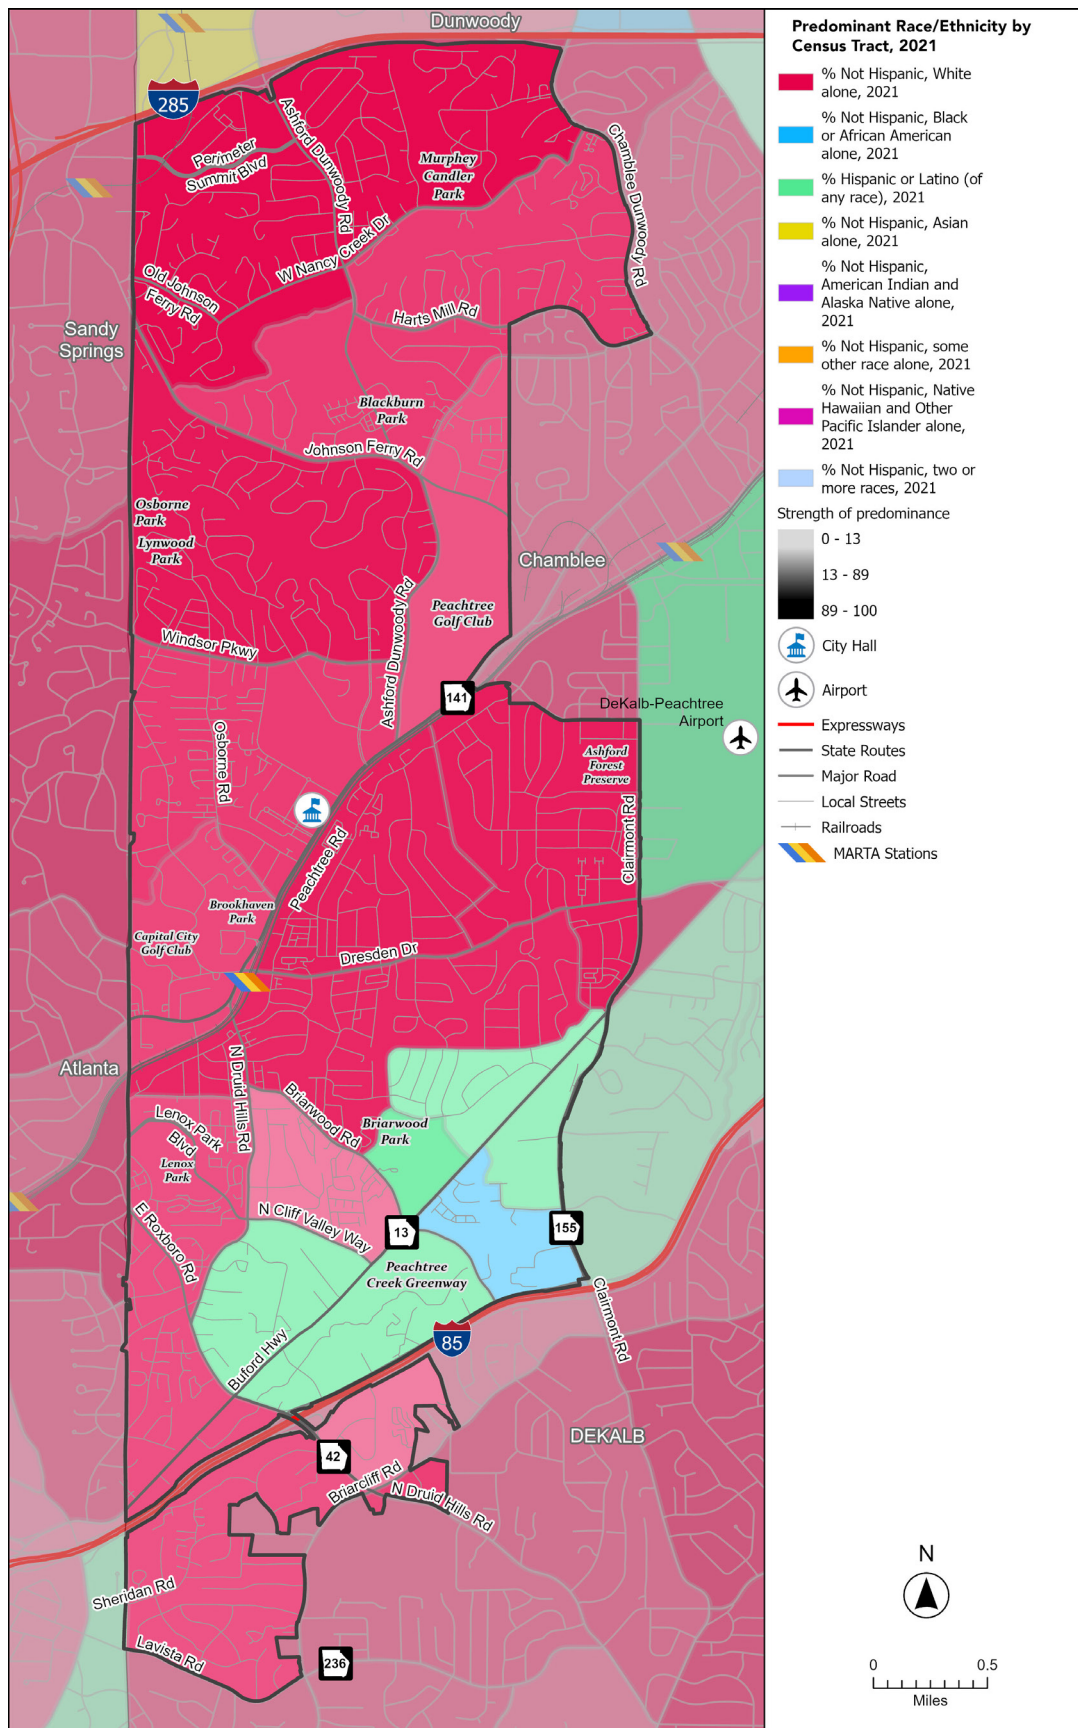 Dunwoody
285
Perimeter
Summit Blvd
Ashford Dunwoody Rd
Murphey
Candler
Park
Chamblee Dunwoody Rd
W Nancy Creek Dr
Old Johnson
Ferry Rd
Harts Mill Rd
Sandy
Springs
Blackburn
Park
Johnson Ferry Rd
Osborne
Park
Lynwood
Park
Chamblee
Peachtree
Golf Club
Ashford Dunwoody Rd
Windsor Pkwy
141
DeKalb-Peachtree
Airport
Osborne Rd
Ashford
Forest
Preserve
Clairmont Rd
Peachtree Rd
Brookhaven
Park
Capital City
Golf Club
Dresden Dr
Atlanta
N Druid Hills Rd
Briarwood Rd
Briarwood
Park
Lenox Park
Blvd
Lenox
Park
E Roxboro Rd
N Cliff Valley Way
13
155
Peachtree
Creek Greenway
Clairmont Rd
Buford Hwy
85
DEKALB
42
Briarcliff Rd
N Druid Hills Rd
Sheridan Rd
Lavista Rd
236
Predominant Race/Ethnicity by
Census Tract, 2021
% Not Hispanic, White
alone, 2021
% Not Hispanic, Black
or African American
alone, 2021
% Hispanic or Latino (of
any race), 2021
% Not Hispanic, Asian
alone, 2021
% Not Hispanic,
American Indian and
Alaska Native alone,
2021
% Not Hispanic, some
other race alone, 2021
% Not Hispanic, Native
Hawaiian and Other
Pacific Islander alone,
2021
% Not Hispanic, two or
more races, 2021
Strength of predominance
0 - 13
13 - 89
89 - 100
City Hall
Airport
Expressways
State Routes
Major Road
Local Streets
Railroads
MARTA Stations
N
0 0.5
Miles